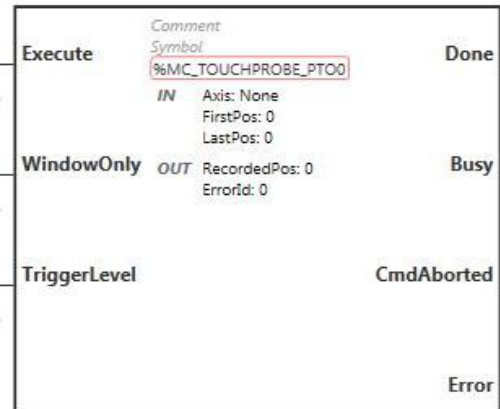 Comment
Execute Symbol Done
%MC_TOUCHPROBE_PTO0
IN Axis: None
FirstPos: 0
LastPos: 0
WindowOnly OUT RecordedPos: 0 Busy
ErrorId: 0
TriggerLevel CmdAborted
Error